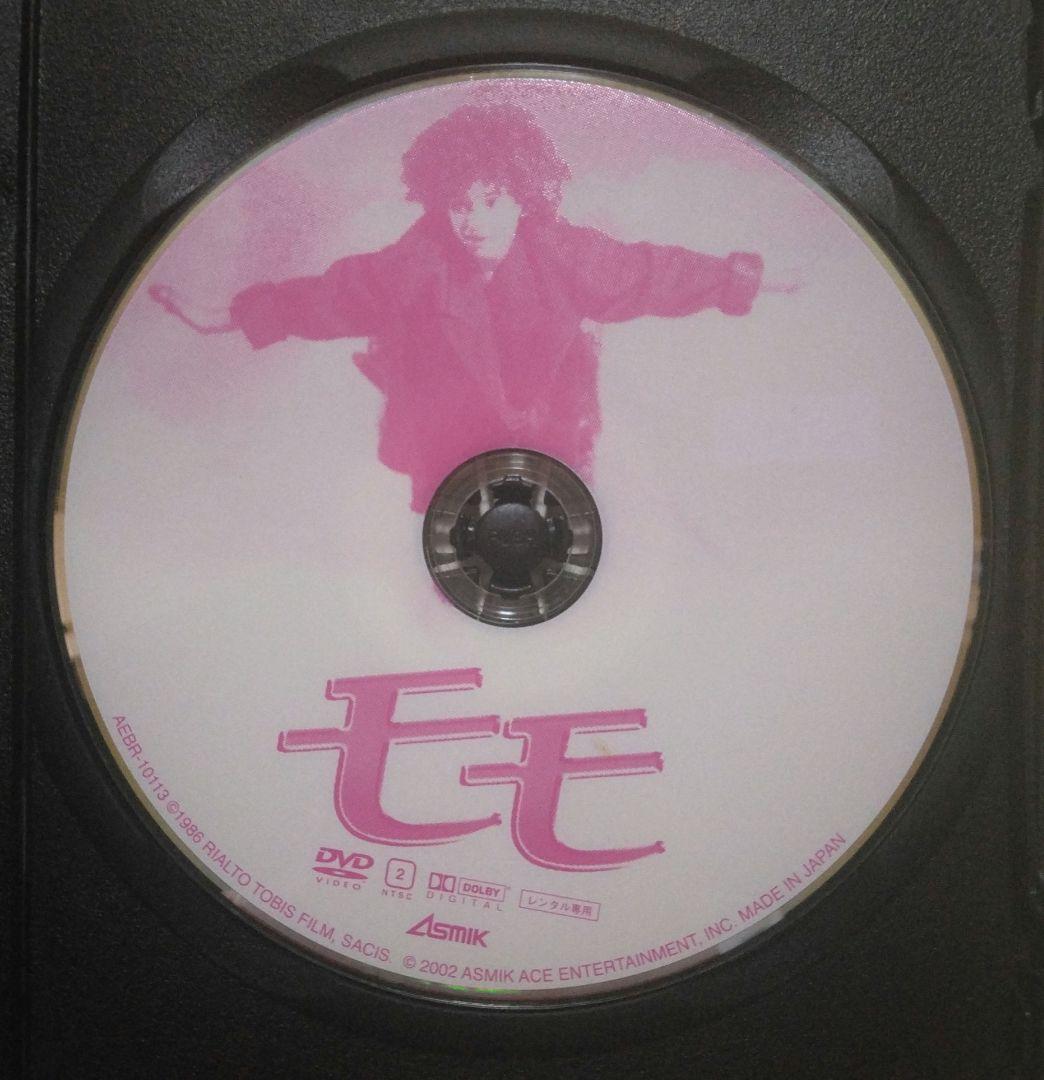 モモ
DVD
VIDEO
2
NTSC
DOLBY
DIGITAL
レンタル専用
ASMIK
AEBR-10113 ©1986 RIALTO TOBIS FILM, SACIS. © 2002 ASMIK ACE ENTERTAINMENT, INC. MADE IN JAPAN